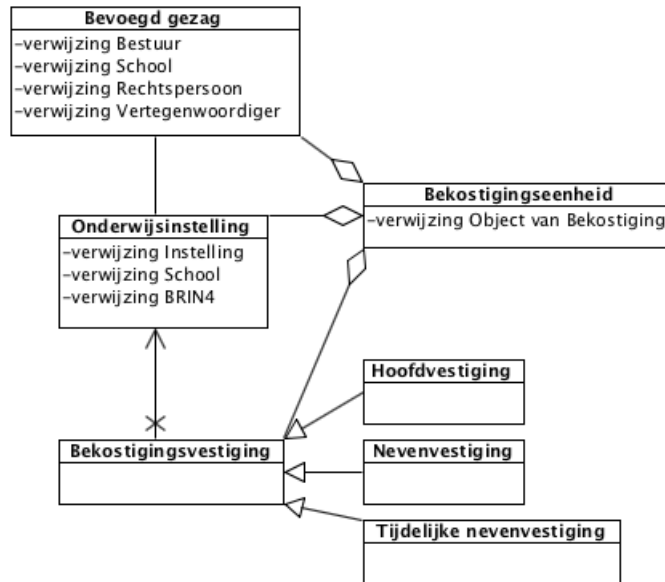 Bevoegd gezag
–verwijzing Bestuur
–verwijzing School
–verwijzing Rechtspersoon
–verwijzing Vertegenwoordiger
Bekostigingseenheid
–verwijzing Object van Bekostiging
Onderwijsinstelling
–verwijzing Instelling
–verwijzing School
–verwijzing BRIN4
Hoofdvestiging
Bekostigingsvestiging
Nevenvestiging
Tijdelijke nevenvestiging